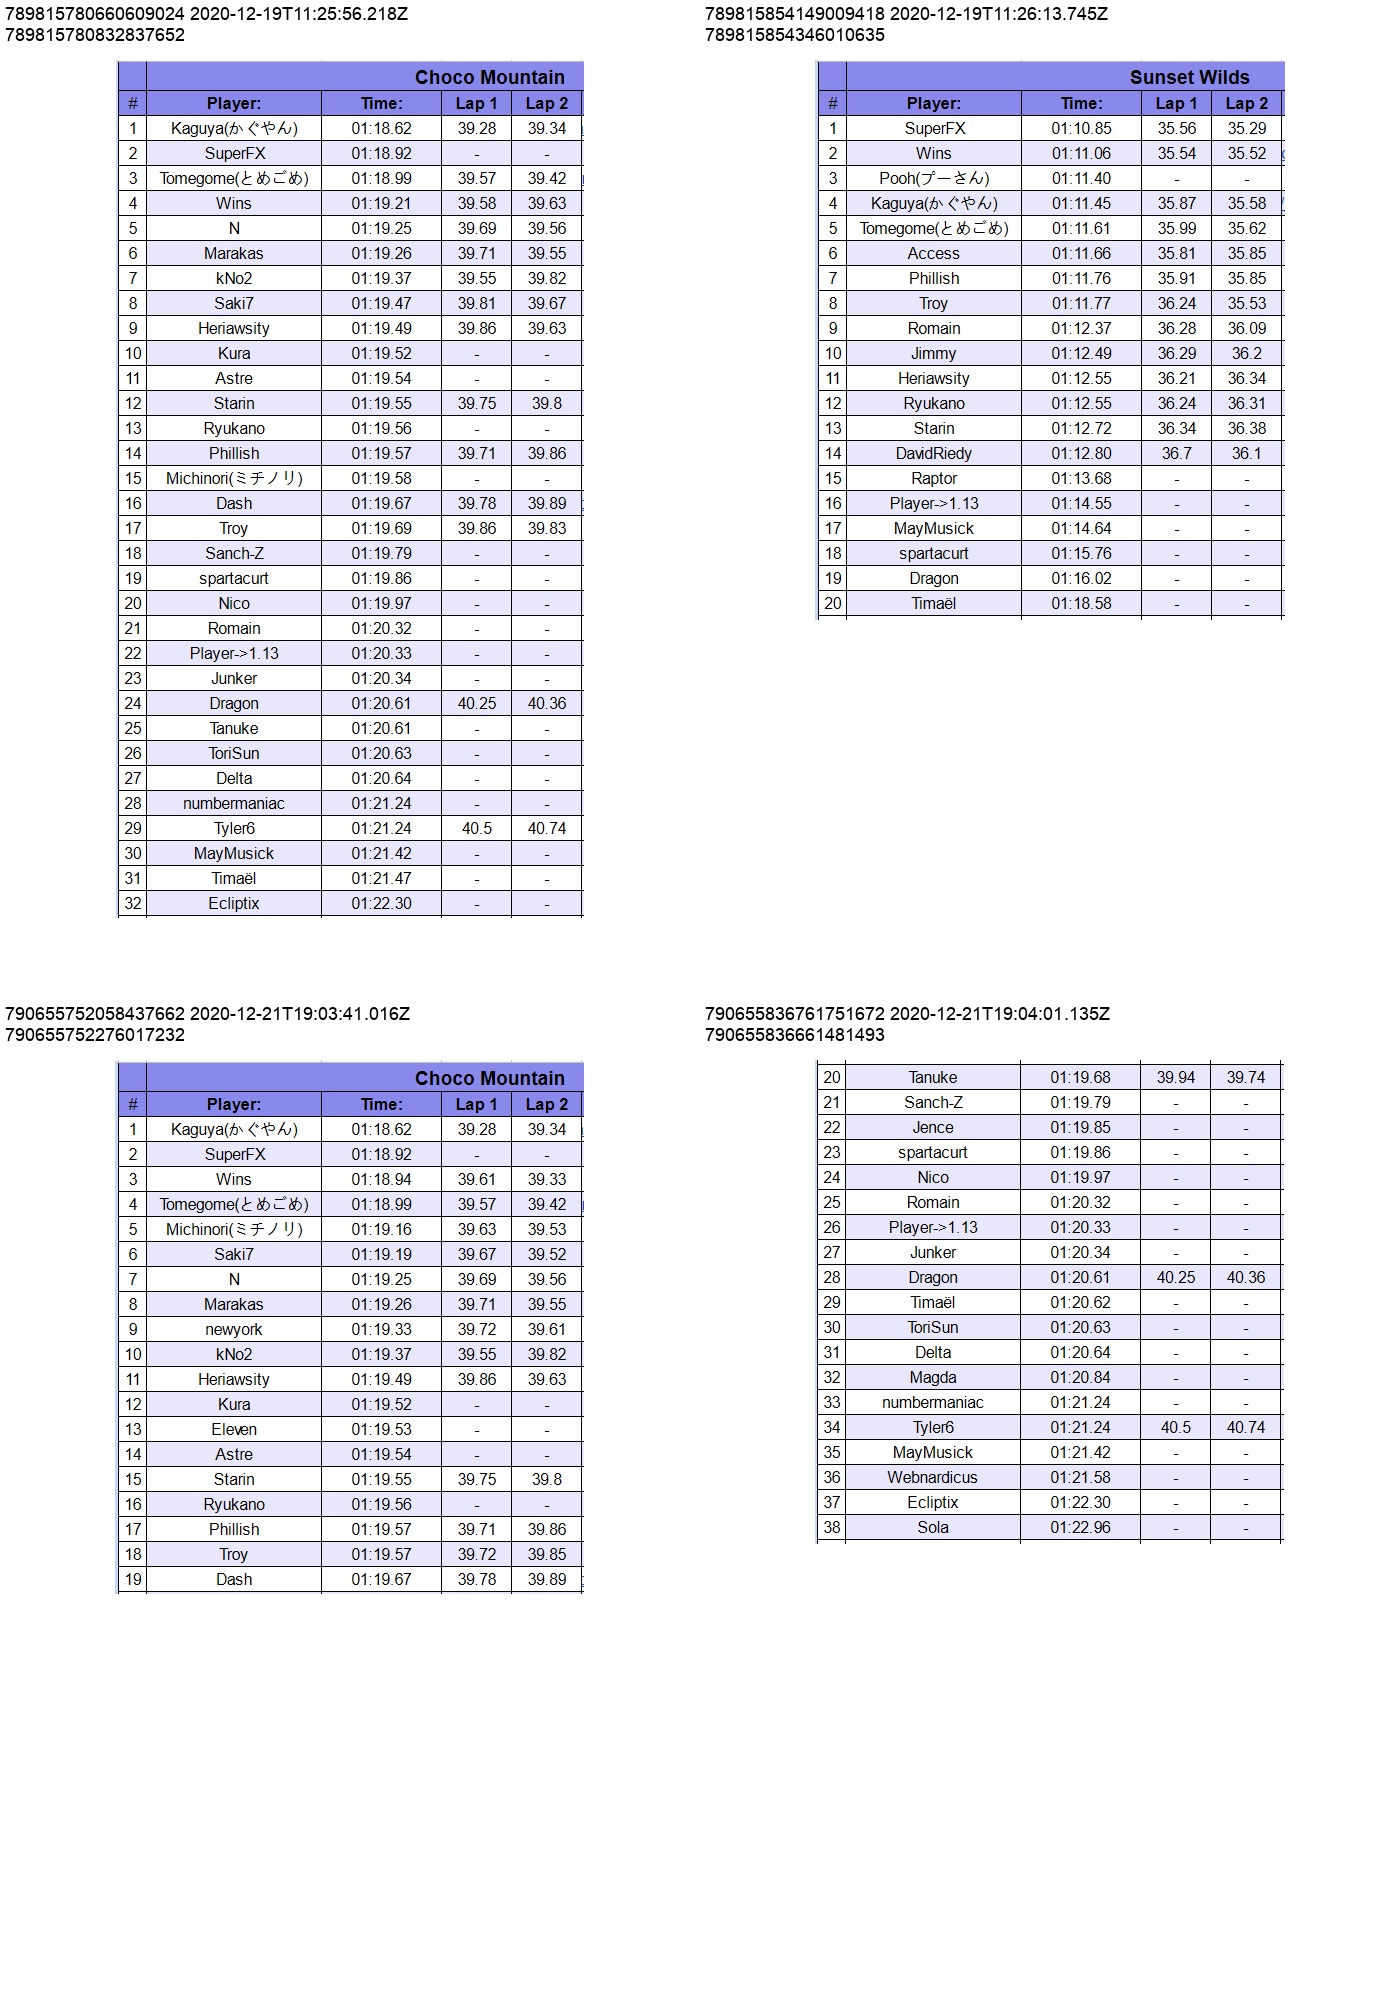 789815780660609024 2020-12-19T11:25:56.218Z
789815780832837652
Choco Mountain
# Player: Time: Lap 1 Lap 2
1 Kaguya(かぐやん) 01:18.62 39.28 39.34
2 SuperFX 01:18.92 - -
3 Tomegome(とめごめ) 01:18.99 39.57 39.42
4 Wins 01:19.21 39.58 39.63
5 N 01:19.25 39.69 39.56
6 Marakas 01:19.26 39.71 39.55
7 kNo2 01:19.37 39.55 39.82
8 Saki7 01:19.47 39.81 39.67
9 Heriawsity 01:19.49 39.86 39.63
10 Kura 01:19.52 - -
11 Astre 01:19.54 - -
12 Starin 01:19.55 39.75 39.8
13 Ryukano 01:19.56 - -
14 Phillish 01:19.57 39.71 39.86
15 Michinori(ミチノリ) 01:19.58 - -
16 Dash 01:19.67 39.78 39.89
17 Troy 01:19.69 39.86 39.83
18 Sanch-Z 01:19.79 - -
19 spartacurt 01:19.86 - -
20 Nico 01:19.97 - -
21 Romain 01:20.32 - -
22 Player->1.13 01:20.33 - -
23 Junker 01:20.34 - -
24 Dragon 01:20.61 40.25 40.36
25 Tanuke 01:20.61 - -
26 ToriSun 01:20.63 - -
27 Delta 01:20.64 - -
28 numbermaniac 01:21.24 - -
29 Tyler6 01:21.24 40.5 40.74
30 MayMusick 01:21.42 - -
31 Timaël 01:21.47 - -
32 Ecliptix 01:22.30 - -
789815854149009418 2020-12-19T11:26:13.745Z
789815854346010635
Sunset Wilds
# Player: Time: Lap 1 Lap 2
1 SuperFX 01:10.85 35.56 35.29
2 Wins 01:11.06 35.54 35.52
3 Pooh(プーさん) 01:11.40 - -
4 Kaguya(かぐやん) 01:11.45 35.87 35.58
5 Tomegome(とめごめ) 01:11.61 35.99 35.62
6 Access 01:11.66 35.81 35.85
7 Phillish 01:11.76 35.91 35.85
8 Troy 01:11.77 36.24 35.53
9 Romain 01:12.37 36.28 36.09
10 Jimmy 01:12.49 36.29 36.2
11 Heriawsity 01:12.55 36.21 36.34
12 Ryukano 01:12.55 36.24 36.31
13 Starin 01:12.72 36.34 36.38
14 DavidRiedy 01:12.80 36.7 36.1
15 Raptor 01:13.68 - -
16 Player->1.13 01:14.55 - -
17 MayMusick 01:14.64 - -
18 spartacurt 01:15.76 - -
19 Dragon 01:16.02 - -
20 Timaël 01:18.58 - -
790655752058437662 2020-12-21T19:03:41.016Z
790655752276017232
Choco Mountain
# Player: Time: Lap 1 Lap 2
1 Kaguya(かぐやん) 01:18.62 39.28 39.34
2 SuperFX 01:18.92 - -
3 Wins 01:18.94 39.61 39.33
4 Tomegome(とめごめ) 01:18.99 39.57 39.42
5 Michinori(ミチノリ) 01:19.16 39.63 39.53
6 Saki7 01:19.19 39.67 39.52
7 N 01:19.25 39.69 39.56
8 Marakas 01:19.26 39.71 39.55
9 newyork 01:19.33 39.72 39.61
10 kNo2 01:19.37 39.55 39.82
11 Heriawsity 01:19.49 39.86 39.63
12 Kura 01:19.52 - -
13 Eleven 01:19.53 - -
14 Astre 01:19.54 - -
15 Starin 01:19.55 39.75 39.8
16 Ryukano 01:19.56 - -
17 Phillish 01:19.57 39.71 39.86
18 Troy 01:19.57 39.72 39.85
19 Dash 01:19.67 39.78 39.89
790655836761751672 2020-12-21T19:04:01.135Z
790655836661481493
20 Tanuke 01:19.68 39.94 39.74
21 Sanch-Z 01:19.79 - -
22 Jence 01:19.85 - -
23 spartacurt 01:19.86 - -
24 Nico 01:19.97 - -
25 Romain 01:20.32 - -
26 Player->1.13 01:20.33 - -
27 Junker 01:20.34 - -
28 Dragon 01:20.61 40.25 40.36
29 Timaël 01:20.62 - -
30 ToriSun 01:20.63 - -
31 Delta 01:20.64 - -
32 Magda 01:20.84 - -
33 numbermaniac 01:21.24 - -
34 Tyler6 01:21.24 40.5 40.74
35 MayMusick 01:21.42 - -
36 Webnardicus 01:21.58 - -
37 Ecliptix 01:22.30 - -
38 Sola 01:22.96 - -